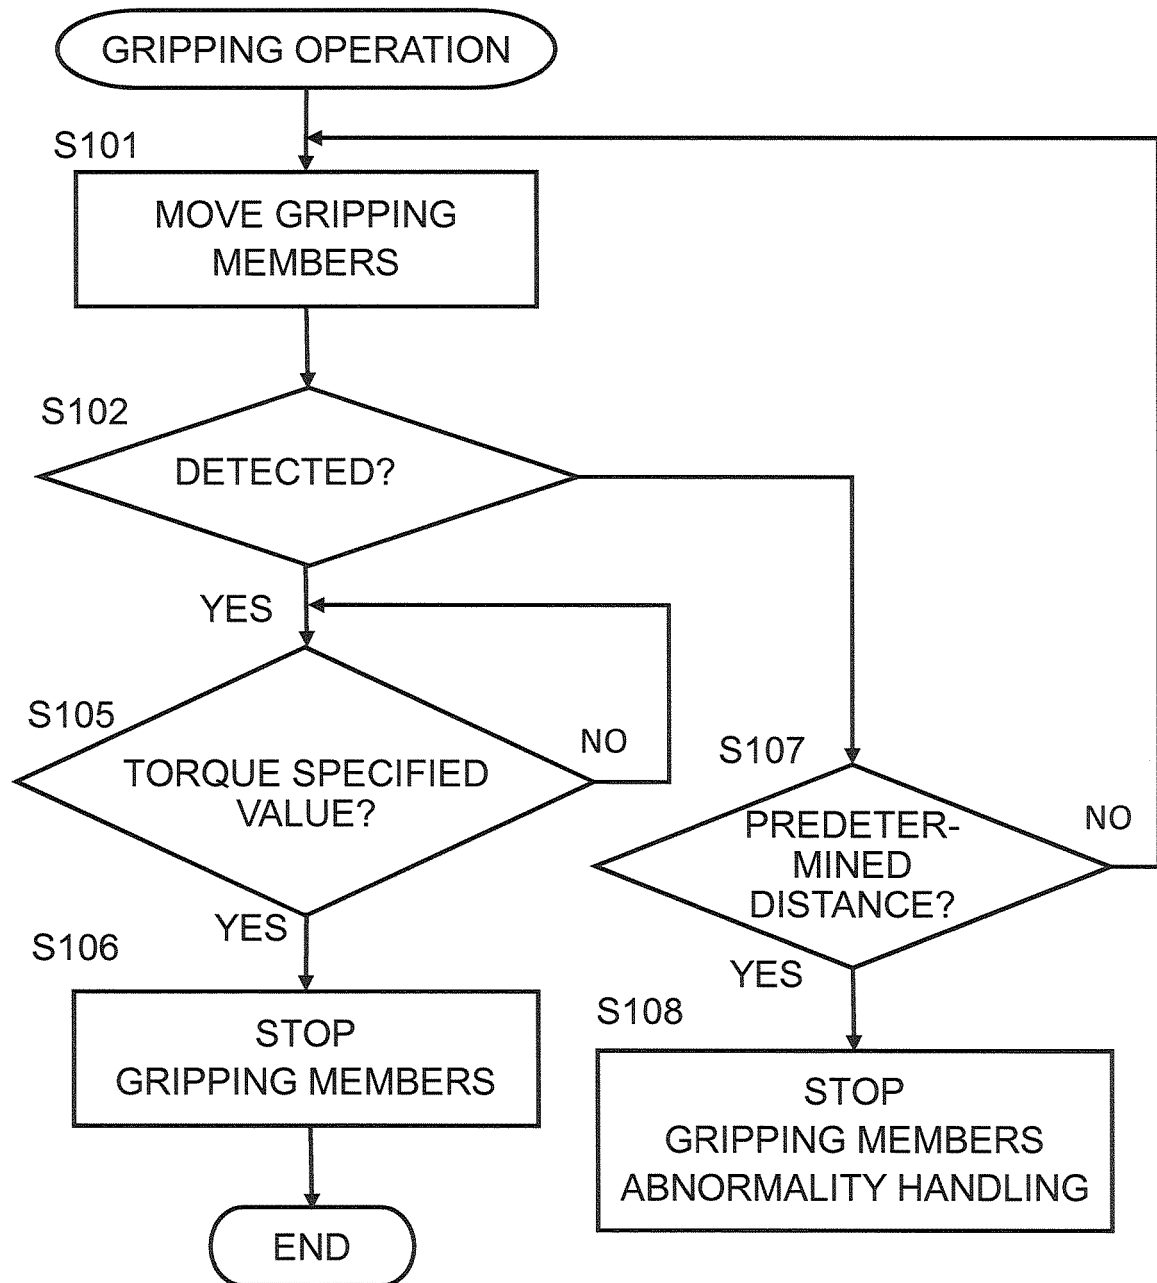 GRIPPING OPERATION
S101
MOVE GRIPPING
MEMBERS
S102
DETECTED?
YES
S105
TORQUE SPECIFIED
VALUE?
NO
YES
S106
STOP
GRIPPING MEMBERS
END
S107
PREDETER-
MINED
DISTANCE?
NO
YES
S108
STOP
GRIPPING MEMBERS
ABNORMALITY HANDLING